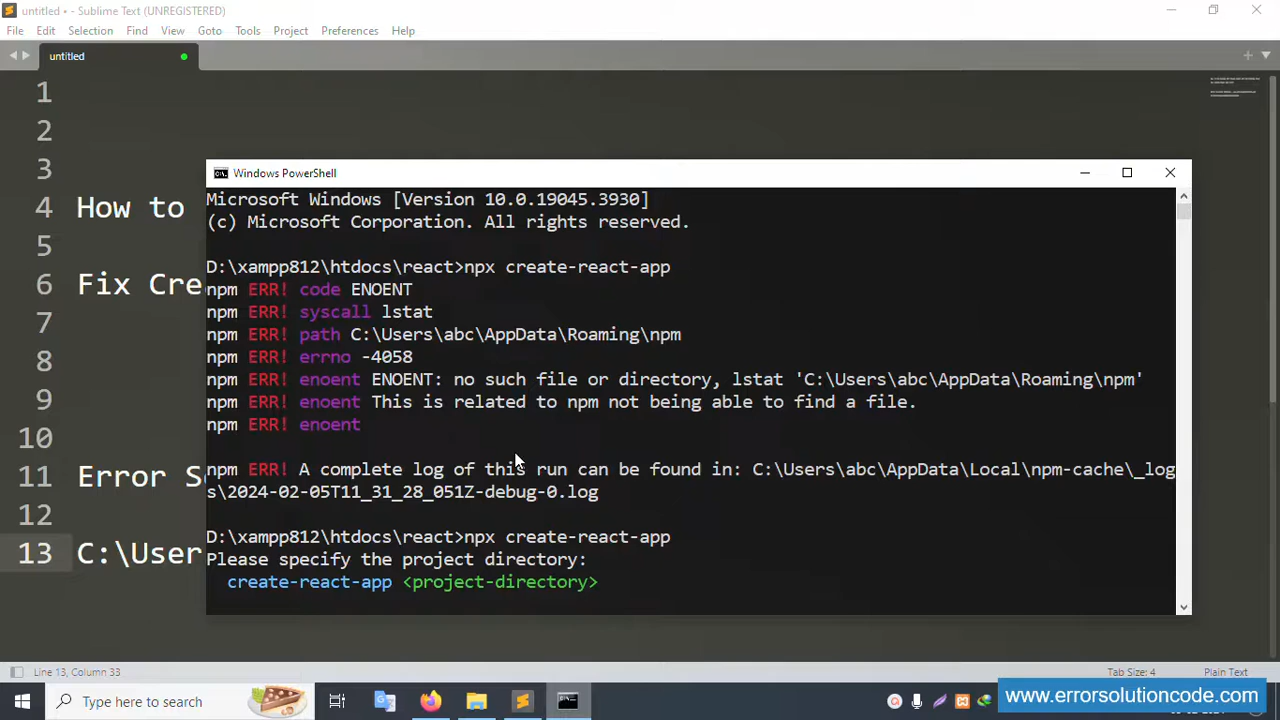 untitled • - Sublime Text (UNREGISTERED)
File Edit Selection Find View Goto Tools Project Preferences Help
untitled
1
2
3
4 How to
5
6 Fix Cre
7
8
9
10
11 Error S
12
13 C:\User
Windows PowerShell
Microsoft Windows [Version 10.0.19045.3930]
(c) Microsoft Corporation. All rights reserved.
D:\xampp812\htdocs\react>npx create-react-app
npm ERR! code ENOENT
npm ERR! syscall lstat
npm ERR! path C:\Users\abc\AppData\Roaming\npm
npm ERR! errno -4058
npm ERR! enoent ENOENT: no such file or directory, lstat 'C:\Users\abc\AppData\Roaming\npm'
npm ERR! enoent This is related to npm not being able to find a file.
npm ERR! enoent
npm ERR! A complete log of this run can be found in: C:\Users\abc\AppData\Local\npm-cache\_log
s\2024-02-05T11_31_28_051Z-debug-0.log
D:\xampp812\htdocs\react>npx create-react-app
Please specify the project directory:
create-react-app <project-directory>
Line 13, Column 33
Tab Size: 4
Plain Text
Type here to search
www.errorsolutioncode.com